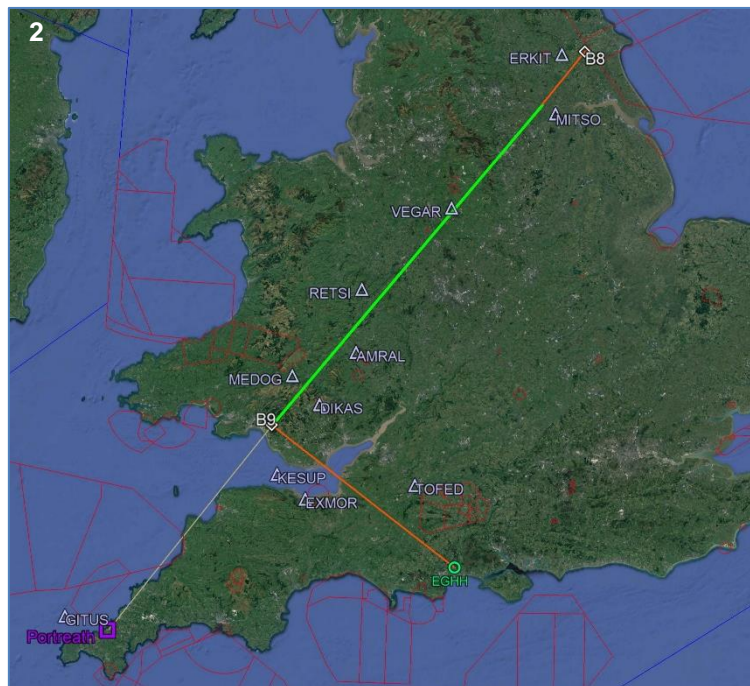 2
ERKIT
B8
MITSO
VEGAR
RETSI
AMRAL
MEDOG
DIKAS
B9
KESUP
TOFED
EXMOR
EGHH
GITUS
Portreath